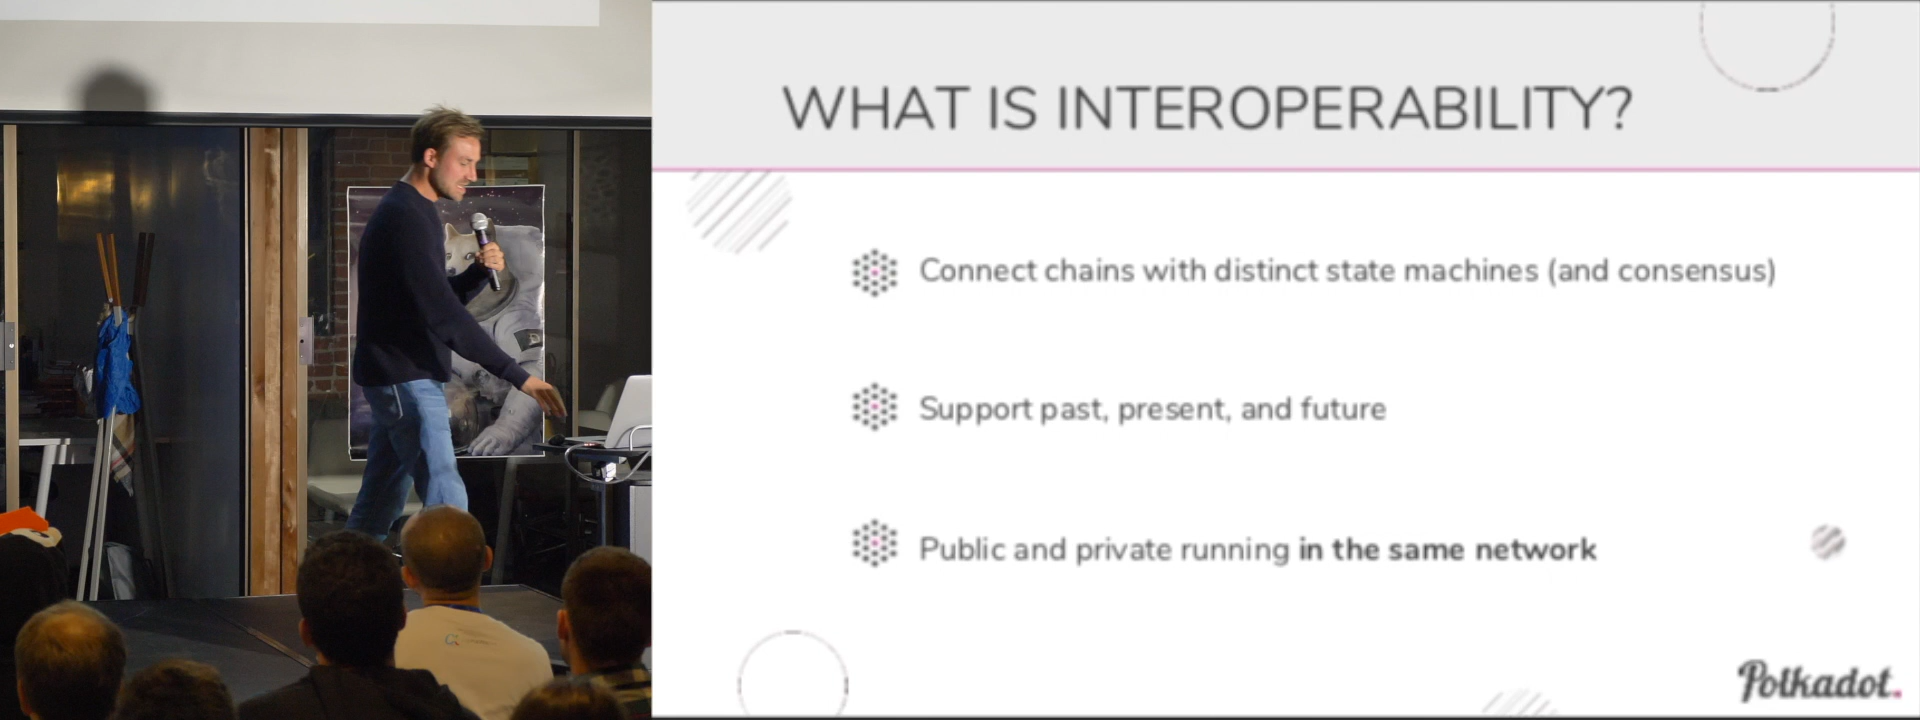 WHAT IS INTEROPERABILITY?
Connect chains with distinct state machines (and consensus)
Support past, present, and future
Public and private running in the same network
Polkadot.